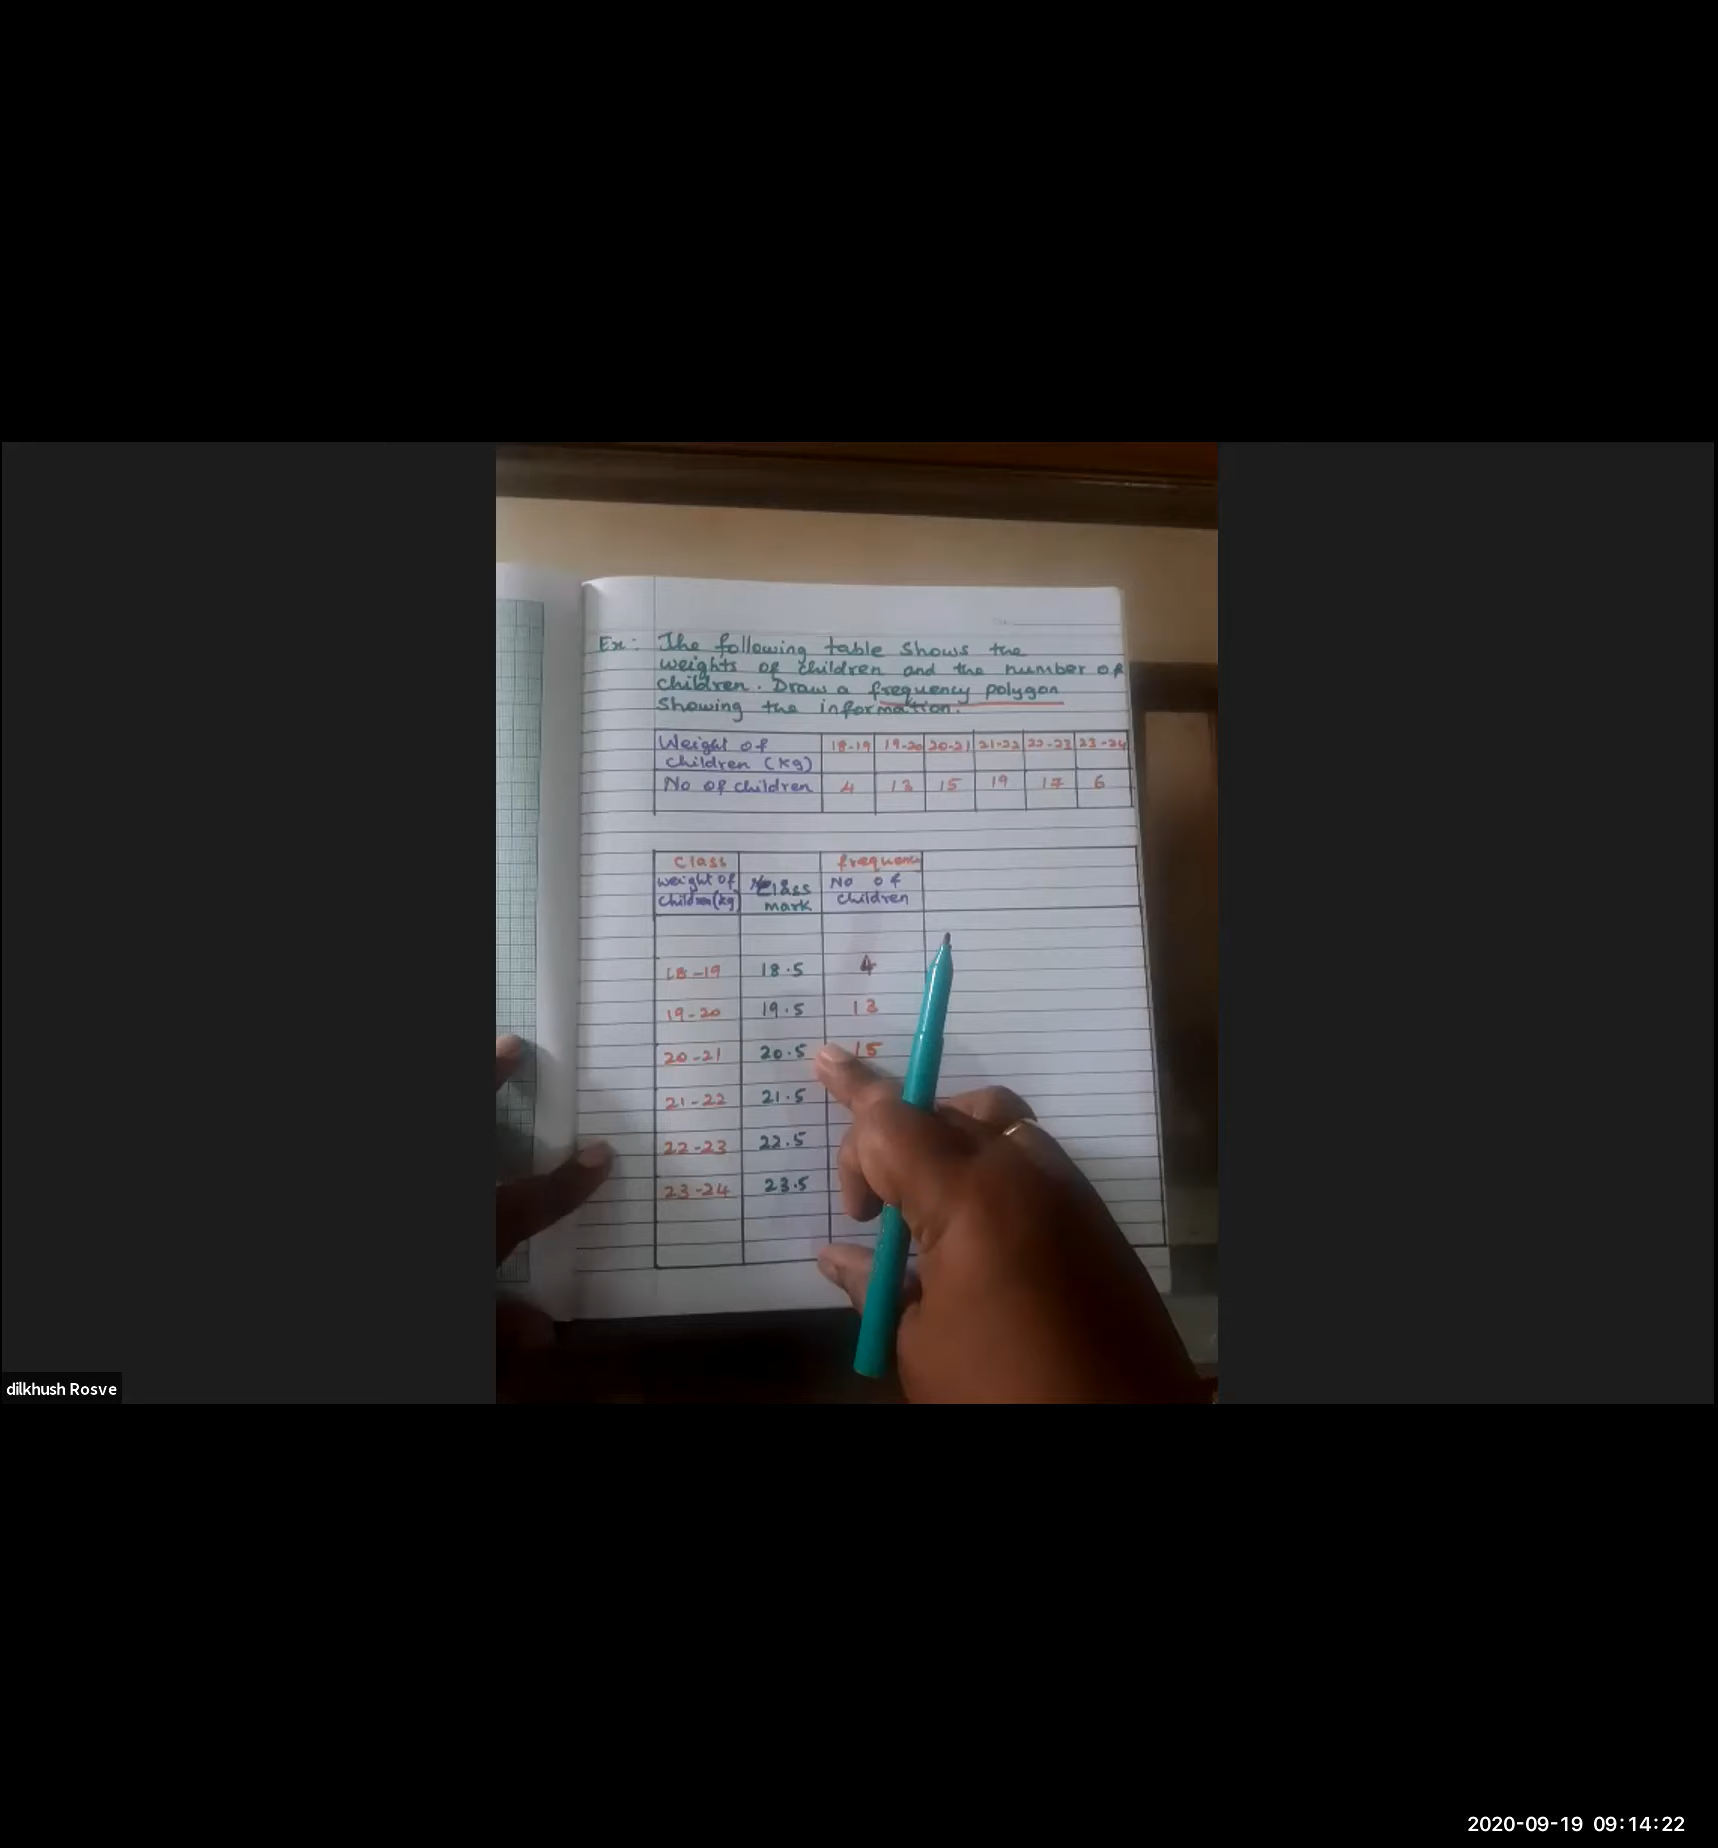 Ex: The following table shows the
weights of children and the number of
children. Draw a frequency polygon
showing the information.
Weight of children (kg) 18-19 19-20 20-21 21-22 22-23 23-24
No of children 4 13 15 19 17 6
Class frequency
weight of children (kg) class mark No of children
18-19 18.5 4
19-20 19.5 13
20-21 20.5 15
21-22 21.5
22-23 22.5
23-24 23.5
dilkhush Rosve
2020-09-19 09:14:22